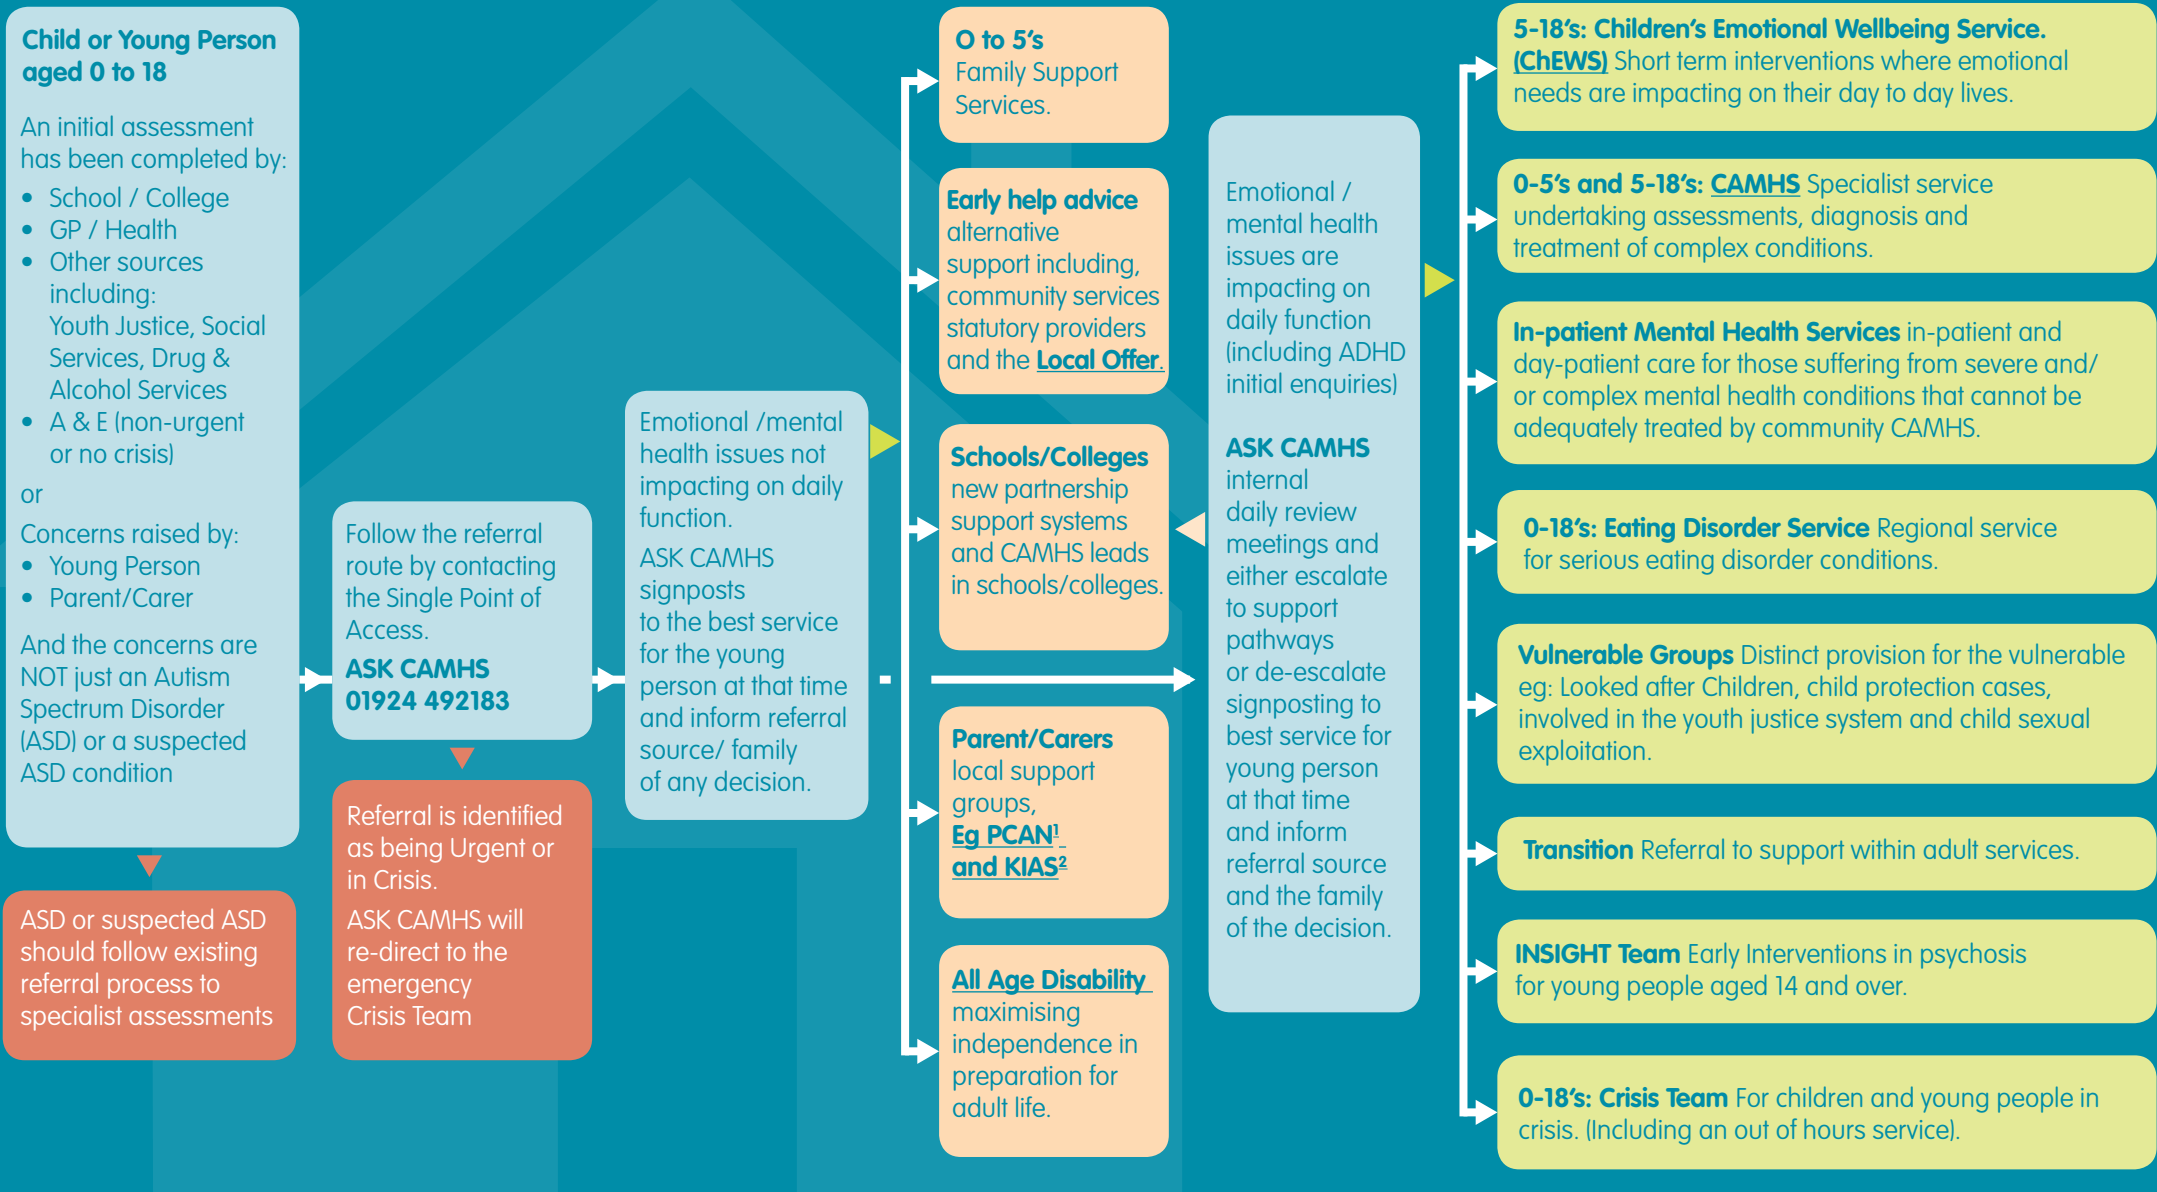 Child or Young Person
aged 0 to 18
An initial assessment
has been completed by:
• School / College
• GP / Health
• Other sources
including:
Youth Justice, Social
Services, Drug &
Alcohol Services
• A & E (non-urgent
or no crisis)
or
Concerns raised by:
• Young Person
• Parent/Carer
And the concerns are
NOT just an Autism
Spectrum Disorder
(ASD) or a suspected
ASD condition
ASD or suspected ASD
should follow existing
referral process to
specialist assessments
Follow the referral
route by contacting
the Single Point of
Access.
ASK CAMHS
01924 492183
Referral is identified
as being Urgent or
in Crisis.
ASK CAMHS will
re-direct to the
emergency
Crisis Team
Emotional /mental
health issues not
impacting on daily
function.
ASK CAMHS
signposts
to the best service
for the young
person at that time
and inform referral
source/ family
of any decision.
O to 5's
Family Support
Services.
Early help advice
alternative
support including,
community services
statutory providers
and the Local Offer.
Schools/Colleges
new partnership
support systems
and CAMHS leads
in schools/colleges.
Parent/Carers
local support
groups,
Eg PCAN¹
and KIAS²
All Age Disability
maximising
independence in
preparation for
adult life.
Emotional /
mental health
issues are
impacting on
daily function
(including ADHD
initial enquiries)
ASK CAMHS
internal
daily review
meetings and
either escalate
to support
pathways
or de-escalate
signposting to
best service for
young person
at that time
and inform
referral source
and the family
of the decision.
5-18's: Children's Emotional Wellbeing Service.
(ChEWS) Short term interventions where emotional
needs are impacting on their day to day lives.
0-5's and 5-18's: CAMHS Specialist service
undertaking assessments, diagnosis and
treatment of complex conditions.
In-patient Mental Health Services in-patient and
day-patient care for those suffering from severe and/
or complex mental health conditions that cannot be
adequately treated by community CAMHS.
0-18's: Eating Disorder Service Regional service
for serious eating disorder conditions.
Vulnerable Groups Distinct provision for the vulnerable
eg: Looked after Children, child protection cases,
involved in the youth justice system and child sexual
exploitation.
Transition Referral to support within adult services.
INSIGHT Team Early Interventions in psychosis
for young people aged 14 and over.
0-18's: Crisis Team For children and young people in
crisis. (Including an out of hours service).